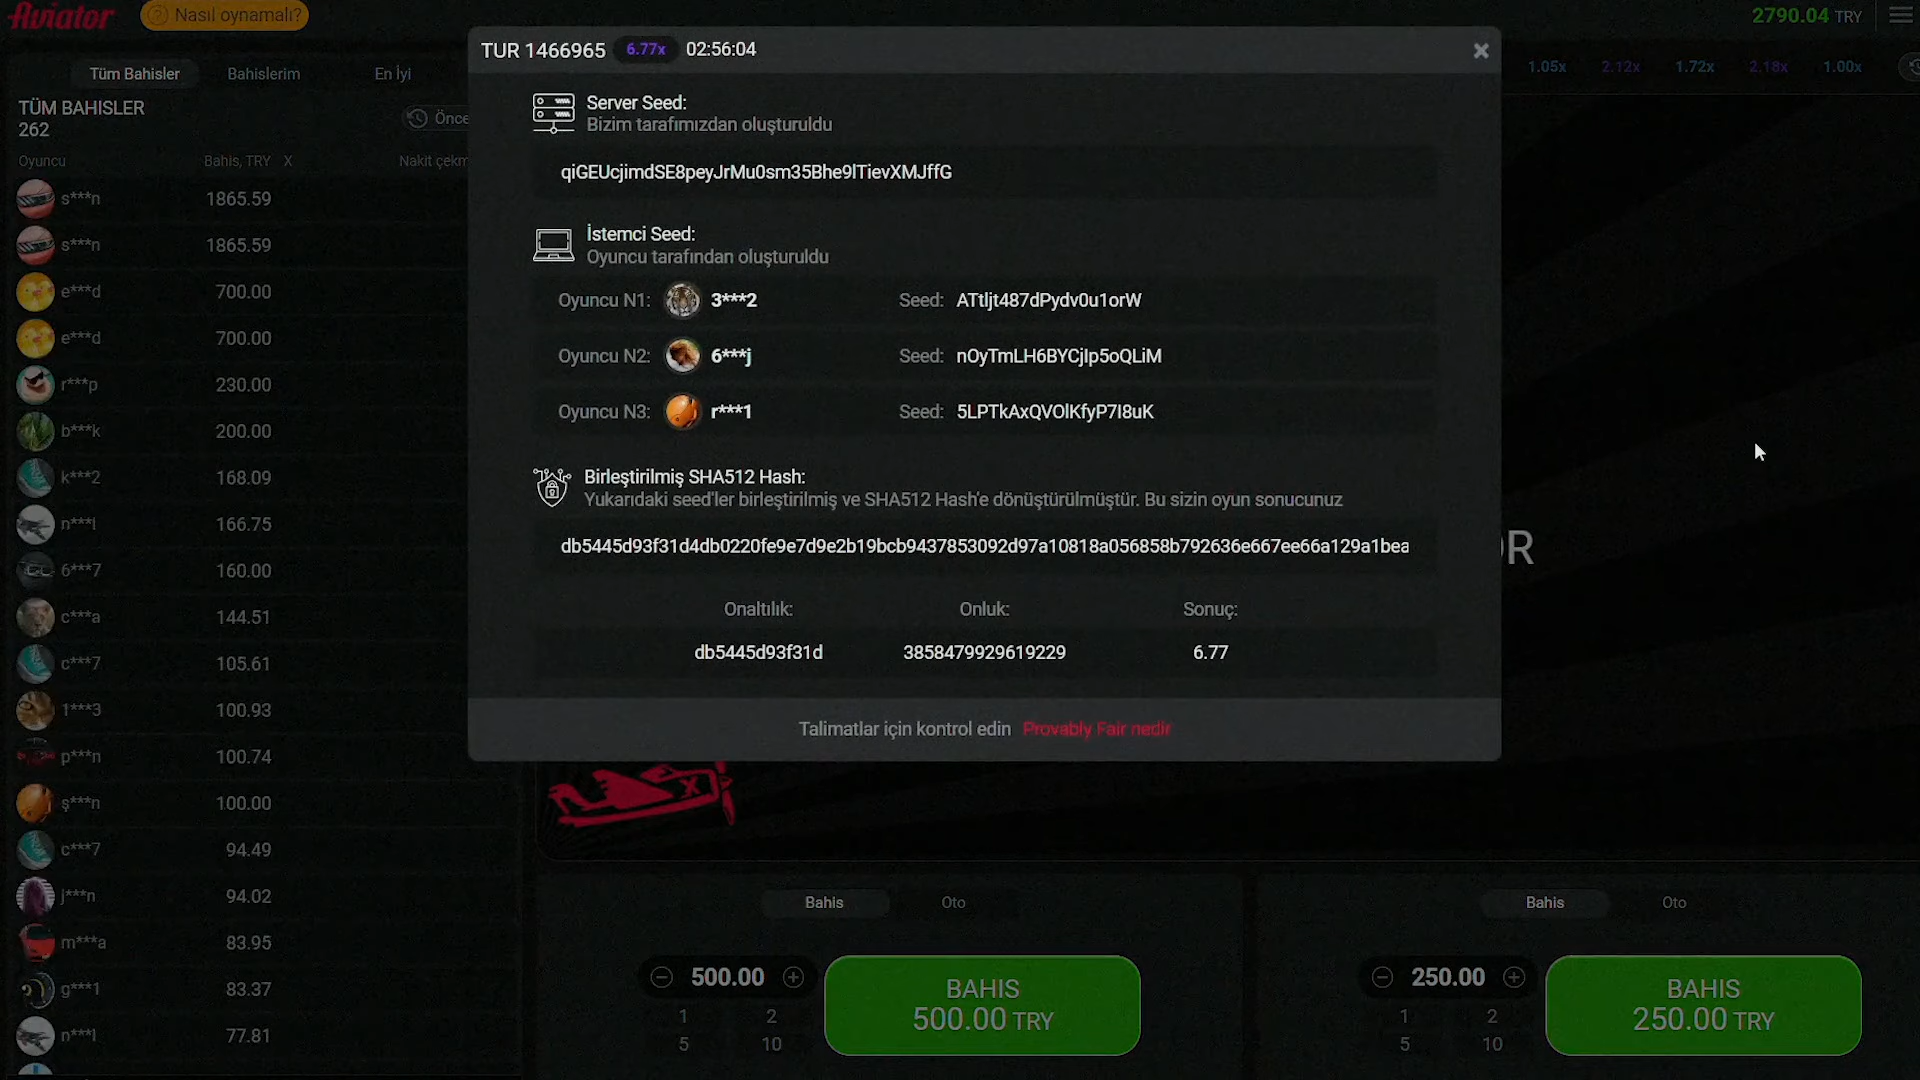 Aviator
Nasıl oynamalı?
2790.04 TRY
Tüm Bahisler
Bahislerim
En İyi
TÜM BAHISLER
262
Önce
Oyuncu
Bahis, TRY X
Nakit çekm
s***n 1865.59
s***n 1865.59
e***d 700.00
e***d 700.00
r***p 230.00
b***k 200.00
k***2 168.09
n***l 166.75
6***7 160.00
c***a 144.51
c***7 105.61
1***3 100.93
p***n 100.74
ş***n 100.00
c***7 94.49
j***n 94.02
m***a 83.95
g***1 83.37
n***l 77.81
TUR 1466965 6.77x 02:56:04
1.05x 2.12x 1.72x 2.18x 1.00x
Server Seed:
Bizim tarafımızdan oluşturuldu
qiGEUcjimdSE8peyJrMu0sm35Bhe9lTievXMJffG
İstemci Seed:
Oyuncu tarafından oluşturuldu
Oyuncu N1: 3***2 Seed: ATtljt487dPydv0u1orW
Oyuncu N2: 6***j Seed: nOyTmLH6BYCjIp5oQLiM
Oyuncu N3: r***1 Seed: 5LPTkAxQVOlKfyP7I8uK
Birleştirilmiş SHA512 Hash:
Yukarıdaki seed'ler birleştirilmiş ve SHA512 Hash'e dönüştürülmüştür. Bu sizin oyun sonucunuz
db5445d93f31d4db0220fe9e7d9e2b19bcb9437853092d97a10818a056858b792636e667ee66a129a1bea
Onaltılık: Onluk: Sonuç:
db5445d93f31d 3858479929619229 6.77
Talimatlar için kontrol edin Provably Fair nedir
R
Bahis Oto
500.00
1 2
5 10
BAHIS
500.00 TRY
Bahis Oto
250.00
1 2
5 10
BAHIS
250.00 TRY